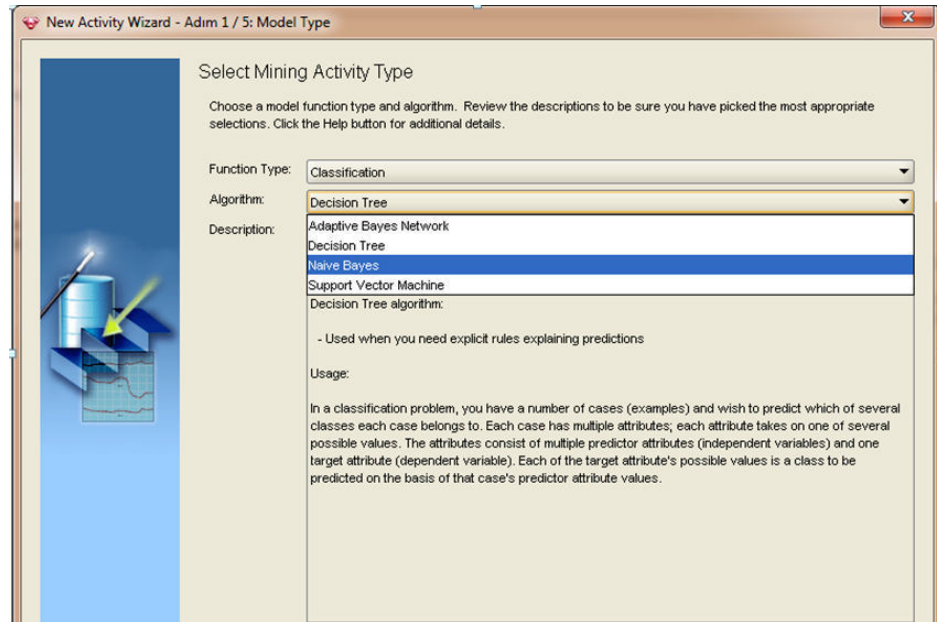 New Activity Wizard - Adım 1 / 5: Model Type
Select Mining Activity Type
Choose a model function type and algorithm. Review the descriptions to be sure you have picked the most appropriate
selections. Click the Help button for additional details.
Function Type: Classification
Algorithm: Decision Tree
Description:
Adaptive Bayes Network
Decision Tree
Naive Bayes
Support Vector Machine
Decision Tree algorithm:
- Used when you need explicit rules explaining predictions
Usage:
In a classification problem, you have a number of cases (examples) and wish to predict which of several
classes each case belongs to. Each case has multiple attributes; each attribute takes on one of several
possible values. The attributes consist of multiple predictor attributes (independent variables) and one
target attribute (dependent variable). Each of the target attribute's possible values is a class to be
predicted on the basis of that case's predictor attribute values.